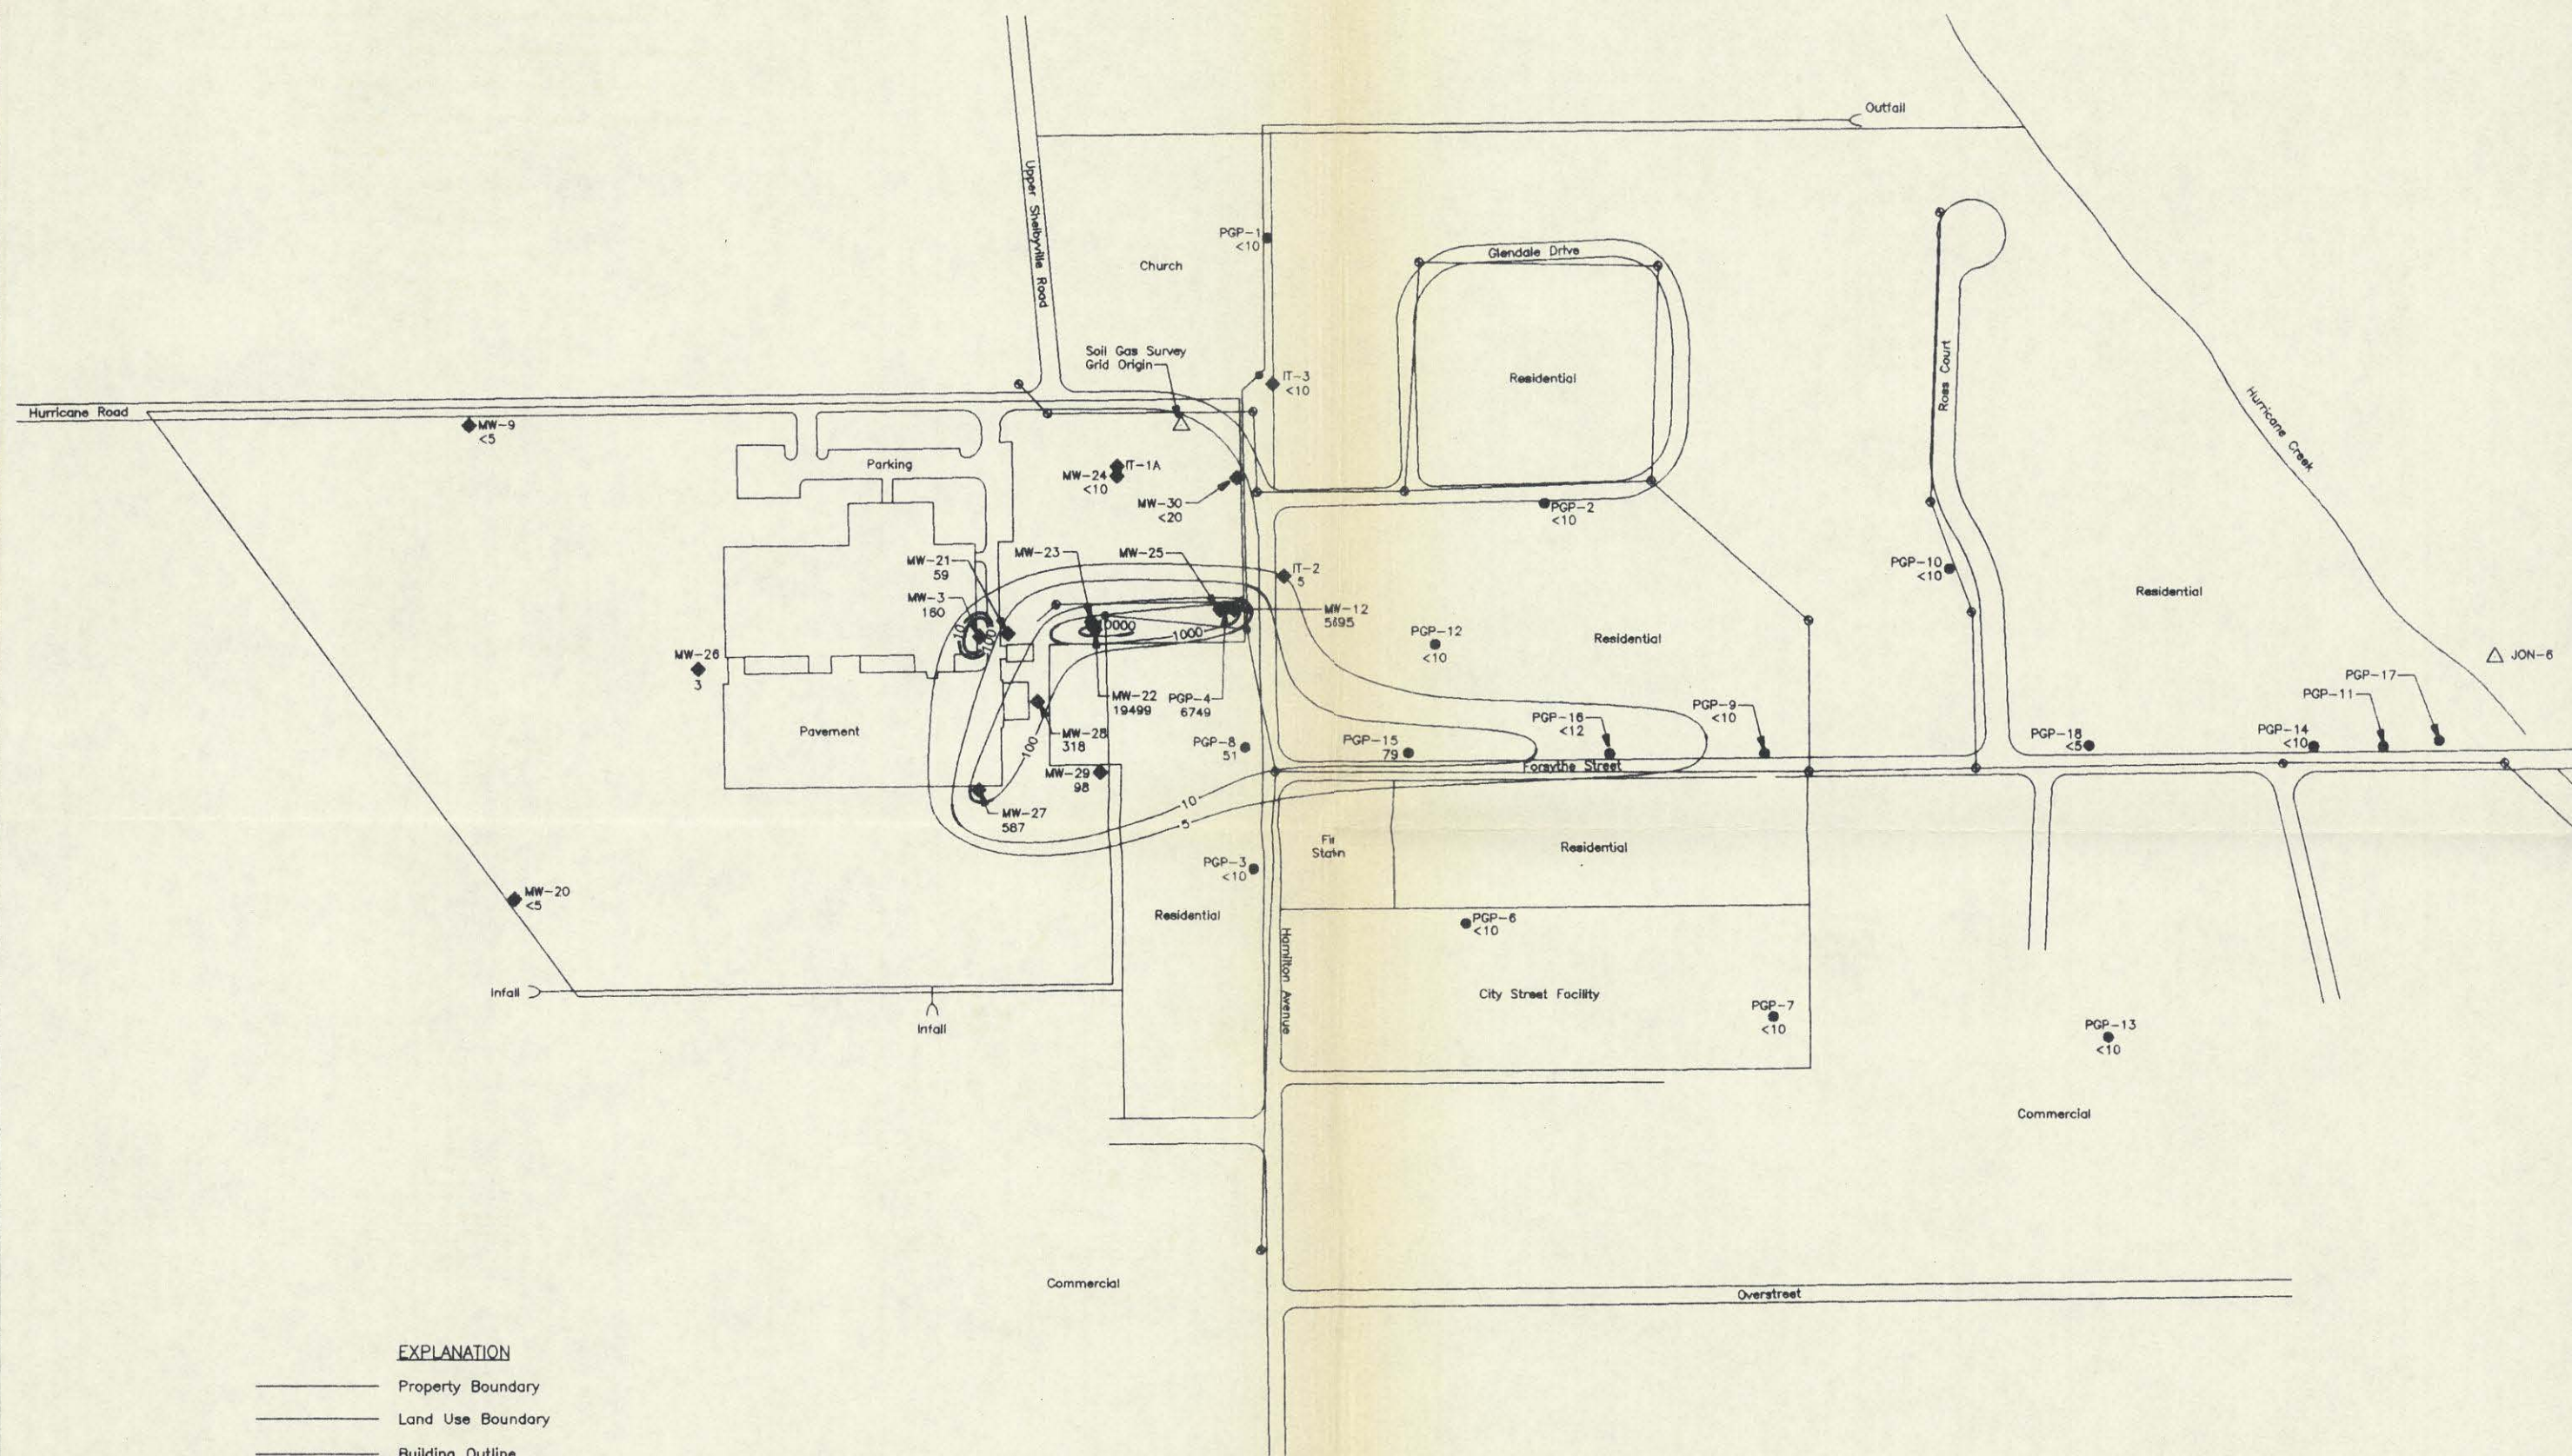 Outfall
Upper Shelbyville Road
PGP-1
<10
Church
Glendale Drive
Soil Gas Survey
Grid Origin
IT-3
<10
Residential
Ross Court
Hurricane Creek
Hurricane Road
MW-9
<5
Parking
IT-1A
MW-24
<10
MW-30
<20
PGP-2
<10
MW-21
59
MW-23
MW-25
IT-2
5
PGP-10
<10
Residential
MW-3
160
MW-12
5695
10
100
10000
1000
PGP-12
<10
Residential
MW-26
3
JON-6
PGP-17
PGP-11
MW-22
19499
PGP-4
6749
PGP-16
<12
PGP-9
<10
Pavement
MW-28
318
100
PGP-8
51
PGP-15
79
Forsythe Street
PGP-18
<5
PGP-14
<10
MW-29
98
10
5
MW-27
587
Residential
PGP-3
<10
MW-20
<5
Residential
PGP-6
<10
Hamilton Avenue
Infall
Infall
City Street Facility
PGP-7
<10
PGP-13
<10
Commercial
Commercial
Overstreet
EXPLANATION
Property Boundary
Land Use Boundary
Building Outline